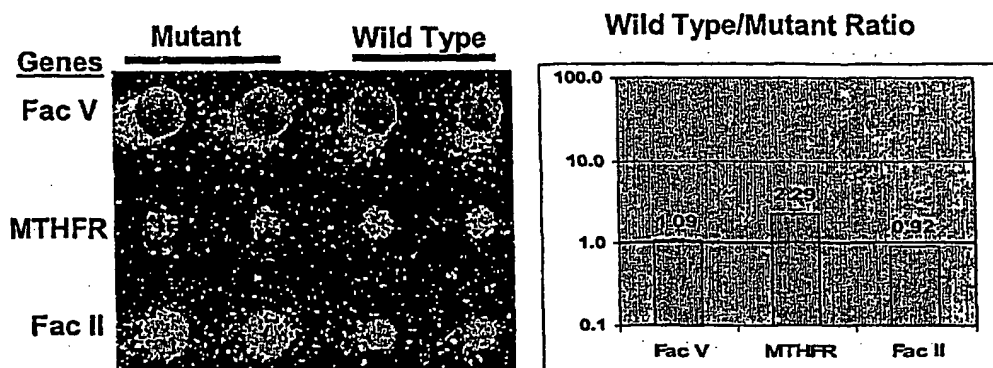 Mutant
Wild Type
Genes
Fac V
MTHFR
Fac II
Wild Type/Mutant Ratio
100.0
10.0
1.0
0.1
1.09
2.29
0.92
Fac V
MTHFR
Fac II